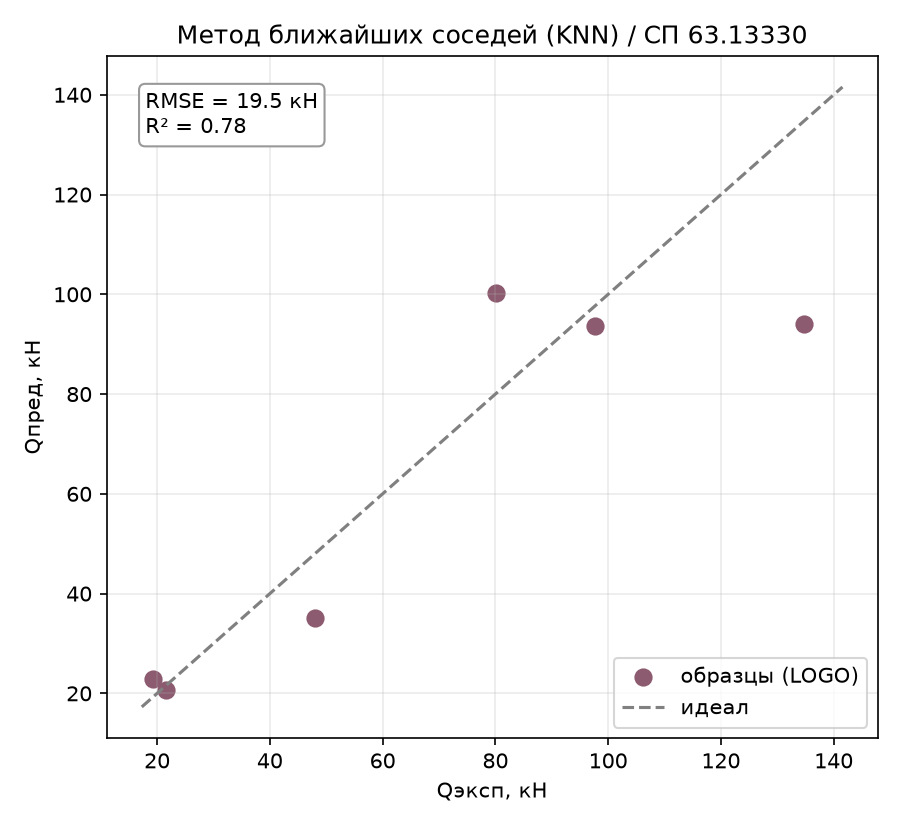 Метод ближайших соседей (KNN) / СП 63.13330
RMSE = 19.5 кН
R² = 0.78
140
120
100
80
60
40
20
Qпред, кН
образцы (LOGO)
идеал
20 40 60 80 100 120 140
Qэксп, кН